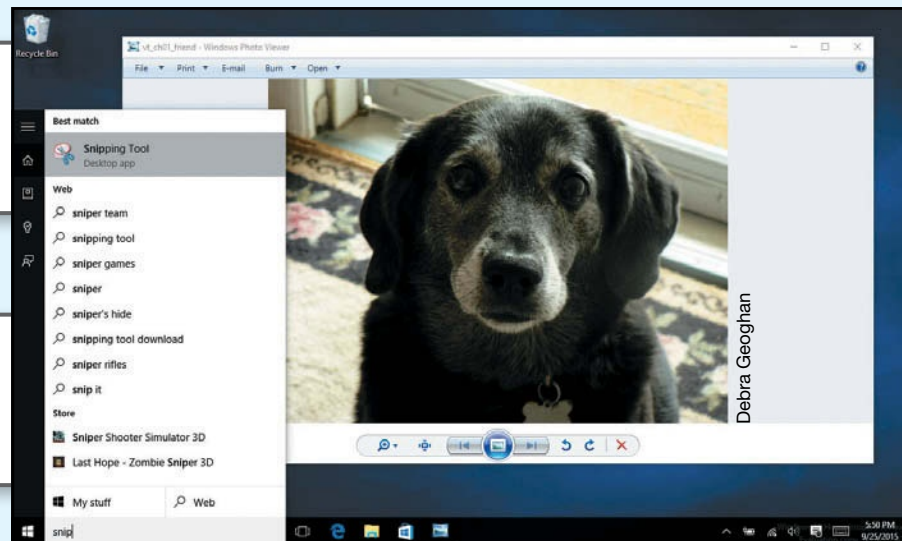 Recycle Bin
vt_ch01_friend - Windows Photo Viewer
File Print E-mail Burn Open
Best match
Snipping Tool
Desktop app
Web
sniper team
snipping tool
sniper games
sniper
sniper's hide
snipping tool download
sniper rifles
snip it
Store
Sniper Shooter Simulator 3D
Last Hope - Zombie Sniper 3D
My stuff Web
snip
Debra Geoghan
5:50 PM
9/25/2015